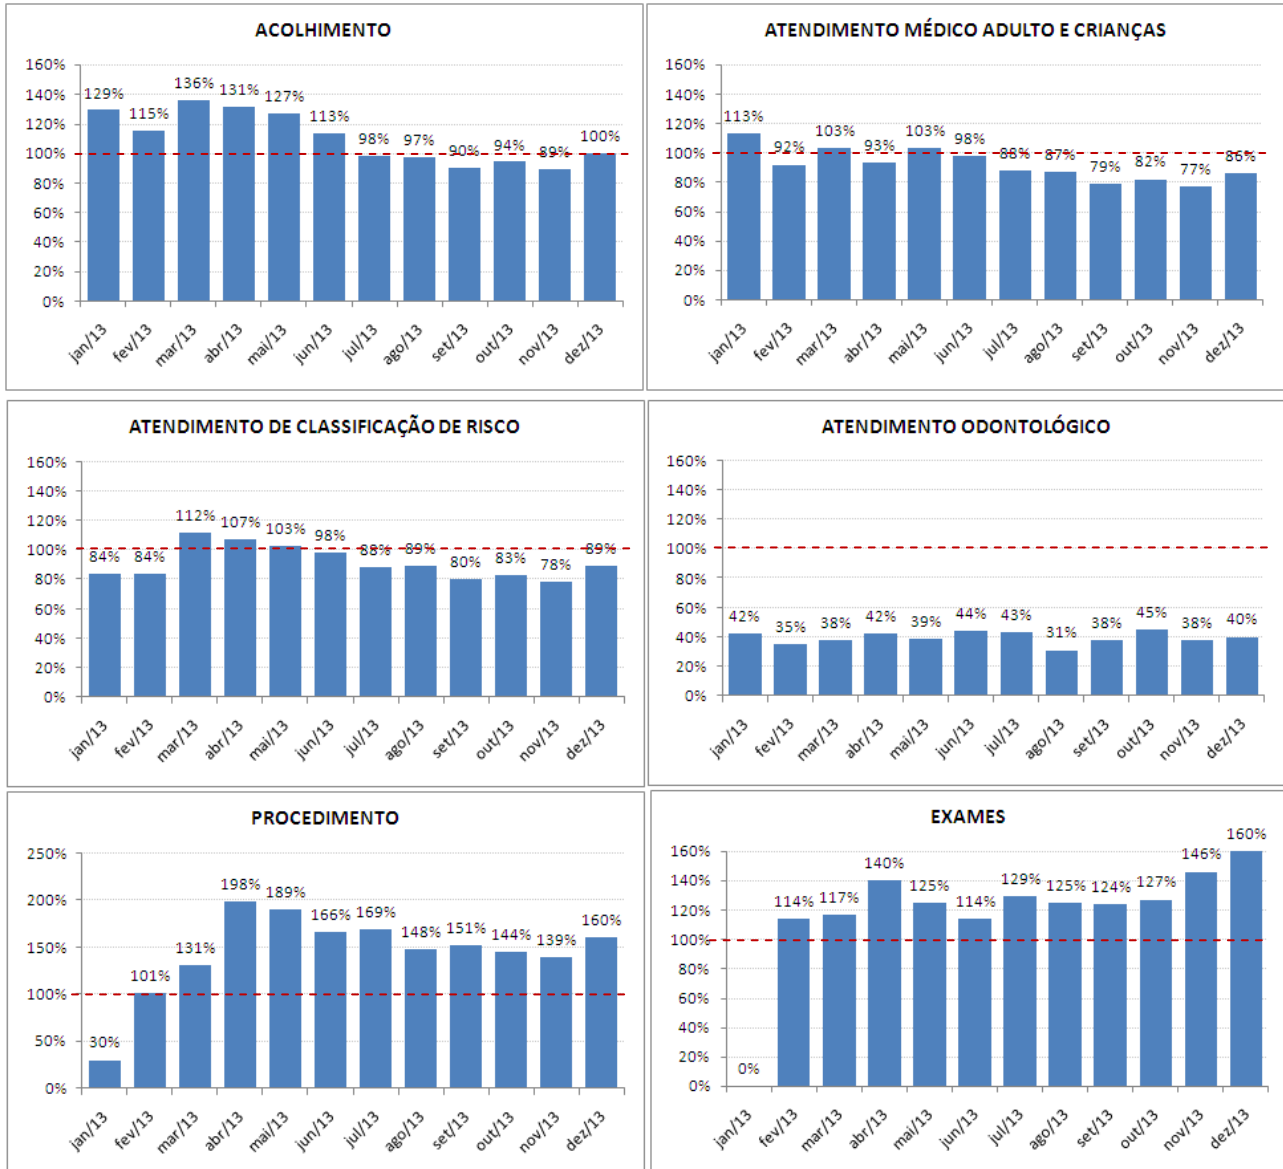 ACOLHIMENTO
160%
140%
120%
100%
80%
60%
40%
20%
0%
129%
115%
136%
131%
127%
113%
98%
97%
90%
94%
89%
100%
jan/13
fev/13
mar/13
abr/13
mai/13
jun/13
jul/13
ago/13
set/13
out/13
nov/13
dez/13
ATENDIMENTO MÉDICO ADULTO E CRIANÇAS
160%
140%
120%
100%
80%
60%
40%
20%
0%
113%
92%
103%
93%
103%
98%
88%
87%
79%
82%
77%
86%
jan/13
fev/13
mar/13
abr/13
mai/13
jun/13
jul/13
ago/13
set/13
out/13
nov/13
dez/13
ATENDIMENTO DE CLASSIFICAÇÃO DE RISCO
160%
140%
120%
100%
80%
60%
40%
20%
0%
84%
84%
112%
107%
103%
98%
88%
89%
80%
83%
78%
89%
jan/13
fev/13
mar/13
abr/13
mai/13
jun/13
jul/13
ago/13
set/13
out/13
nov/13
dez/13
ATENDIMENTO ODONTOLÓGICO
160%
140%
120%
100%
80%
60%
40%
20%
0%
42%
35%
38%
42%
39%
44%
43%
31%
38%
45%
38%
40%
jan/13
fev/13
mar/13
abr/13
mai/13
jun/13
jul/13
ago/13
set/13
out/13
nov/13
dez/13
PROCEDIMENTO
250%
200%
150%
100%
50%
0%
30%
101%
131%
198%
189%
166%
169%
148%
151%
144%
139%
160%
jan/13
fev/13
mar/13
abr/13
mai/13
jun/13
jul/13
ago/13
set/13
out/13
nov/13
dez/13
EXAMES
160%
140%
120%
100%
80%
60%
40%
20%
0%
0%
114%
117%
140%
125%
114%
129%
125%
124%
127%
146%
160%
jan/13
fev/13
mar/13
abr/13
mai/13
jun/13
jul/13
ago/13
set/13
out/13
nov/13
dez/13